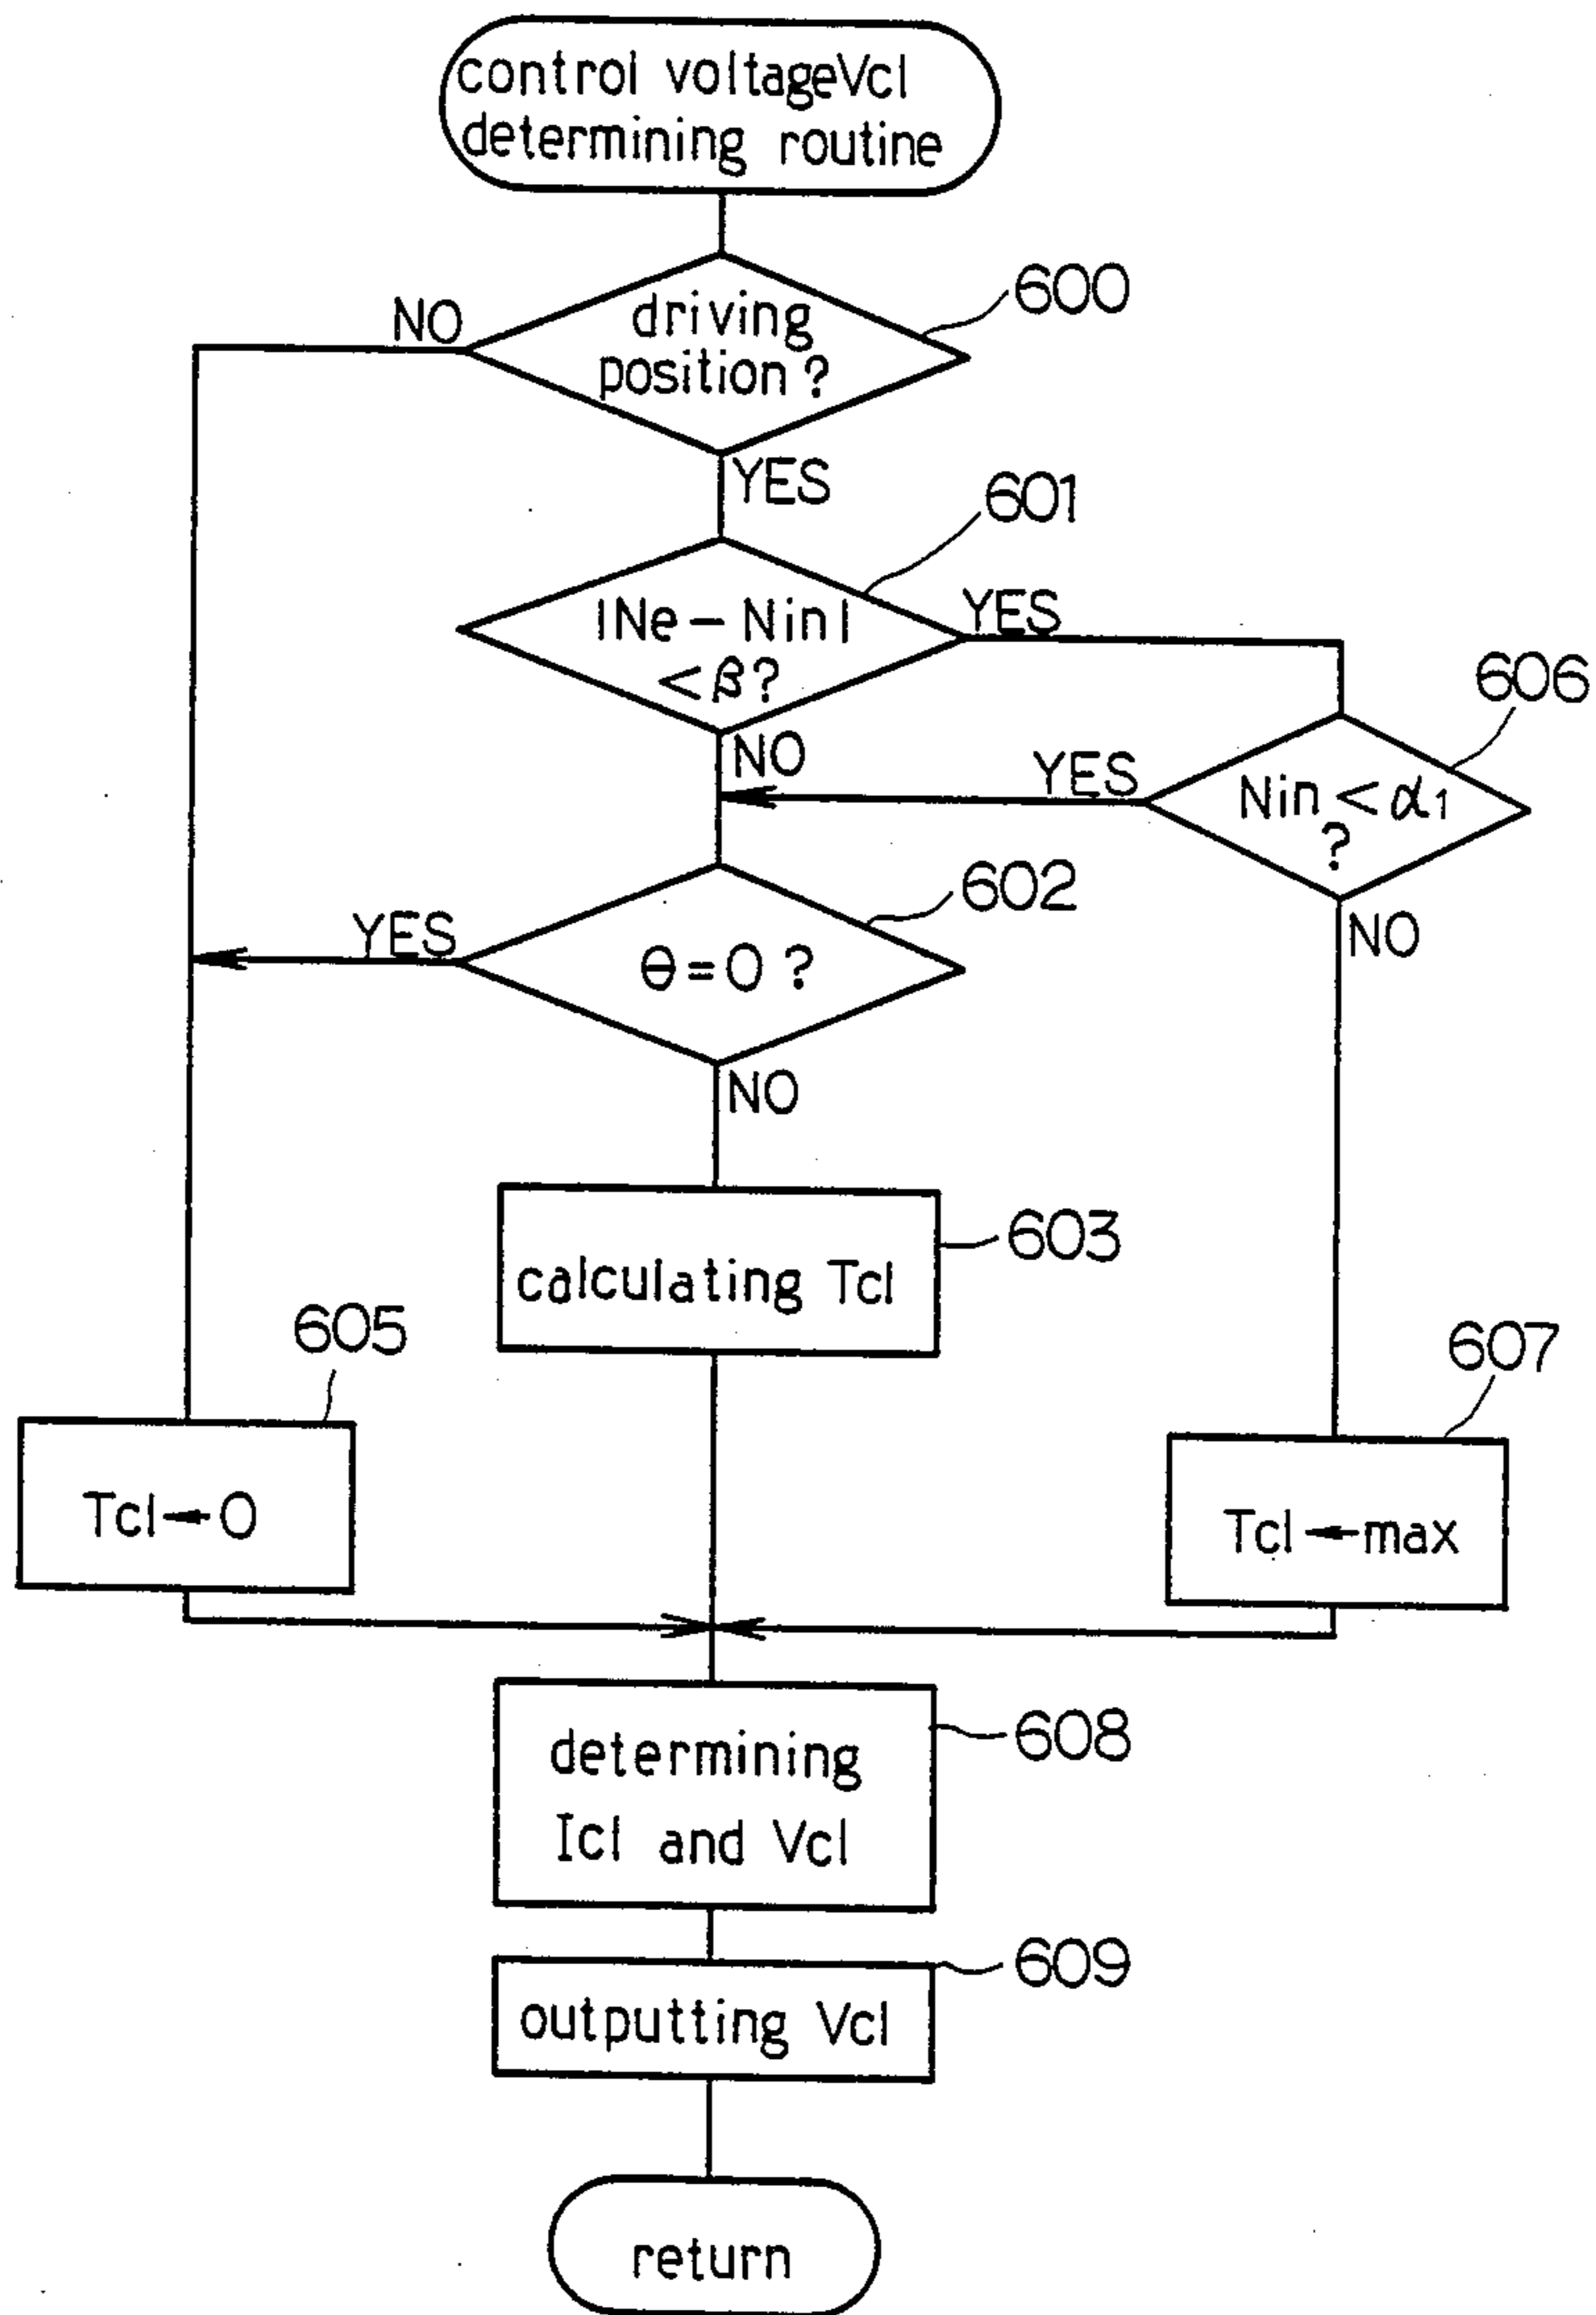 control voltageVcl
determining routine
600
NO
driving
position ?
YES
601
|Ne - Nin|
< β ?
YES
606
NO
YES
Nin < α1
?
602
YES
θ = 0 ?
NO
NO
603
calculating Tcl
605
607
Tcl ← 0
Tcl ← max
608
determining
Icl and Vcl
609
outputting Vcl
return